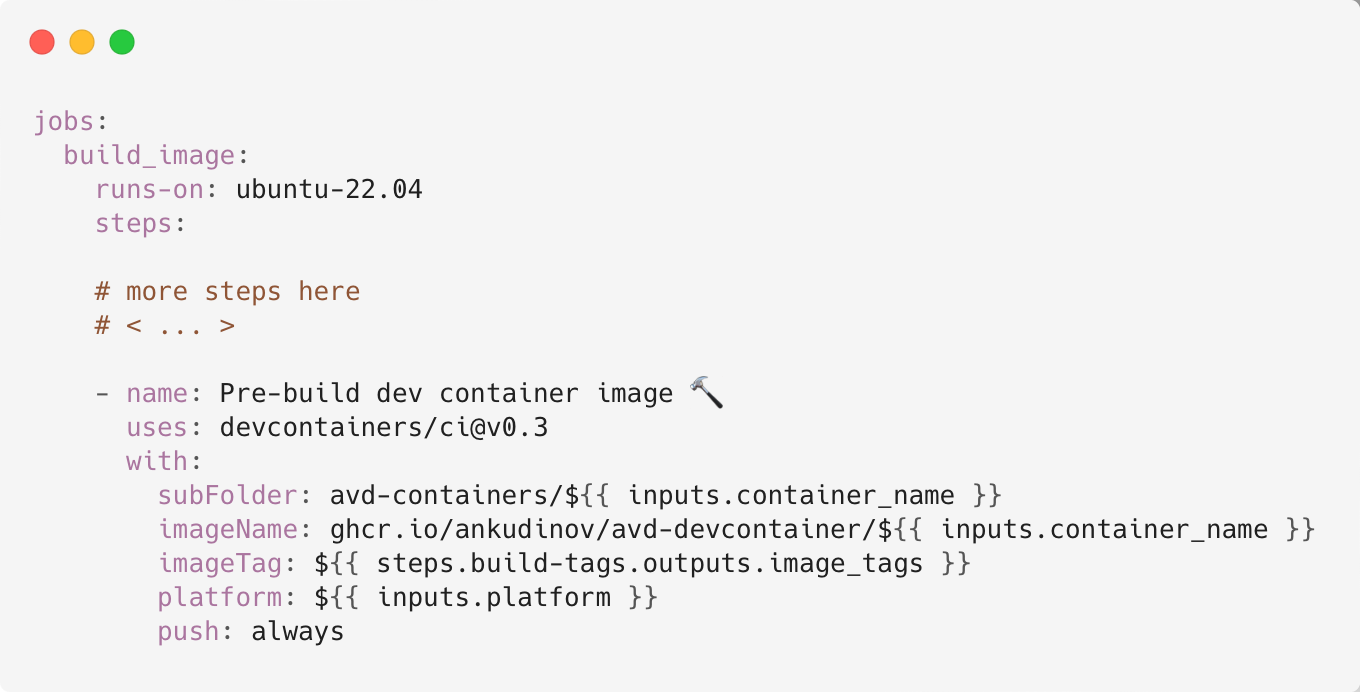 jobs:
  build_image:
    runs-on: ubuntu-22.04
    steps:

    # more steps here
    # < ... >

    - name: Pre-build dev container image 🔨
      uses: devcontainers/ci@v0.3
      with:
        subFolder: avd-containers/${{ inputs.container_name }}
        imageName: ghcr.io/ankudinov/avd-devcontainer/${{ inputs.container_name }}
        imageTag: ${{ steps.build-tags.outputs.image_tags }}
        platform: ${{ inputs.platform }}
        push: always